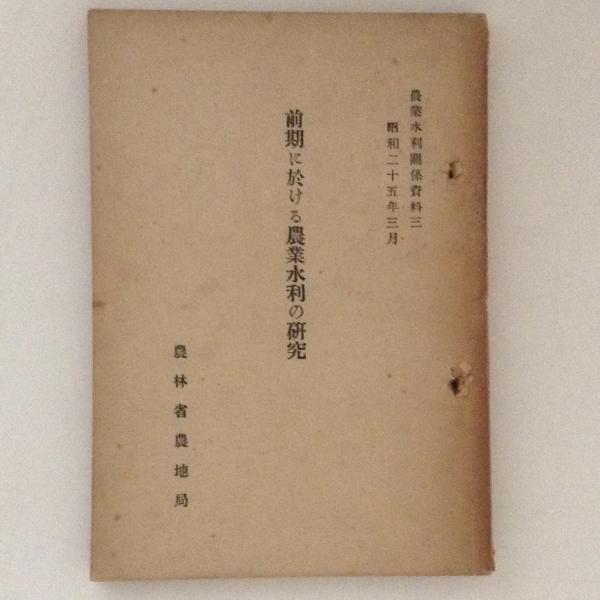 農業水利關係資料三
昭和二十五年三月
前期に於ける農業水利の研究
農林省農地局